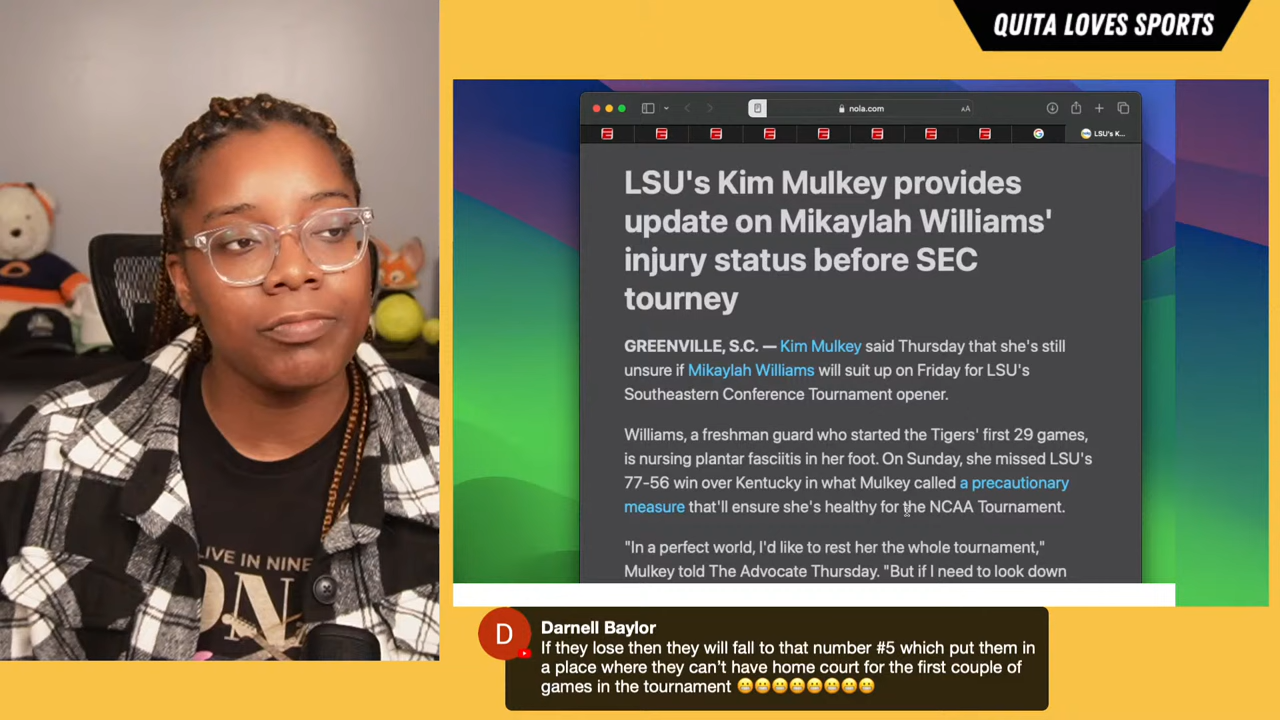 QUITA LOVES SPORTS
nola.com
LSU's K...
LSU's Kim Mulkey provides
update on Mikaylah Williams'
injury status before SEC
tourney
GREENVILLE, S.C. — Kim Mulkey said Thursday that she's still
unsure if Mikaylah Williams will suit up on Friday for LSU's
Southeastern Conference Tournament opener.
Williams, a freshman guard who started the Tigers' first 29 games,
is nursing plantar fasciitis in her foot. On Sunday, she missed LSU's
77-56 win over Kentucky in what Mulkey called a precautionary
measure that'll ensure she's healthy for the NCAA Tournament.
"In a perfect world, I'd like to rest her the whole tournament,"
Mulkey told The Advocate Thursday. "But if I need to look down
LIVE IN NINE
D
Darnell Baylor
If they lose then they will fall to that number #5 which put them in
a place where they can't have home court for the first couple of
games in the tournament 😬😬😬😬😬😬😬😬